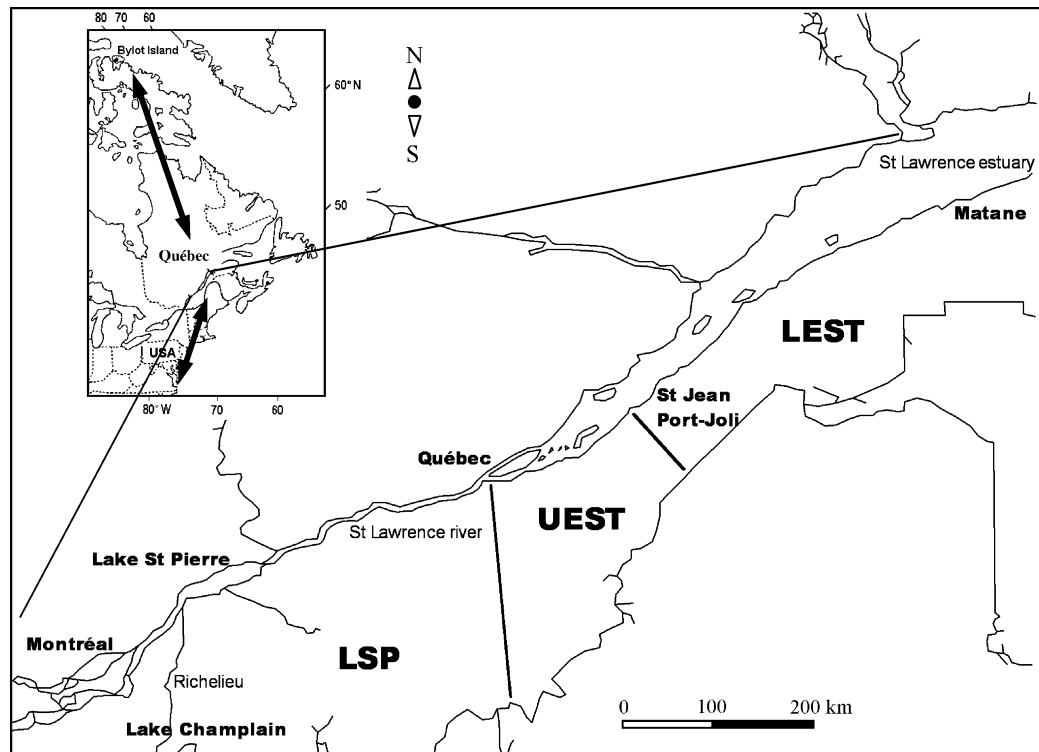 80 70 60
Bylot Island
60° N
50
Québec
USA
80° W 70 60
N
S
St Lawrence estuary
Matane
LEST
St Jean
Port-Joli
Québec
UEST
St Lawrence river
Lake St Pierre
Montréal
LSP
Richelieu
Lake Champlain
0 100 200 km